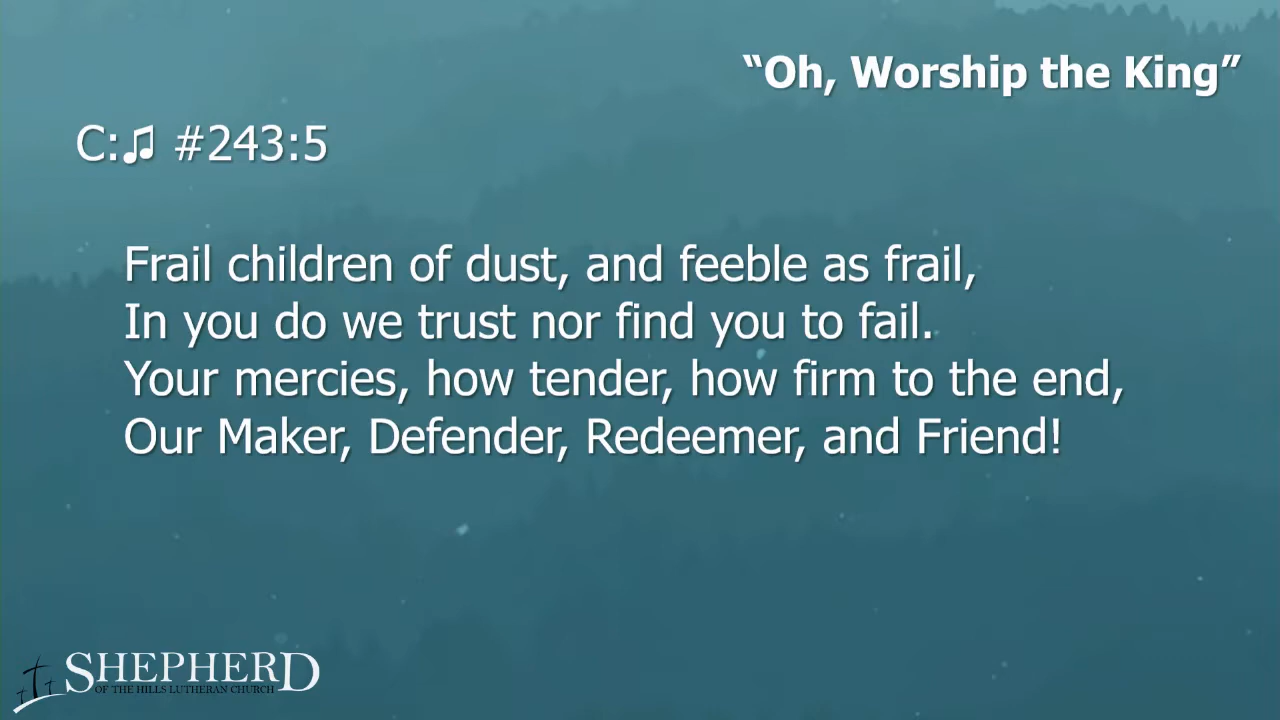 “Oh, Worship the King”
C:♫ #243:5
Frail children of dust, and feeble as frail,
In you do we trust nor find you to fail.
Your mercies, how tender, how firm to the end,
Our Maker, Defender, Redeemer, and Friend!
SHEPHERD
OF THE HILLS LUTHERAN CHURCH